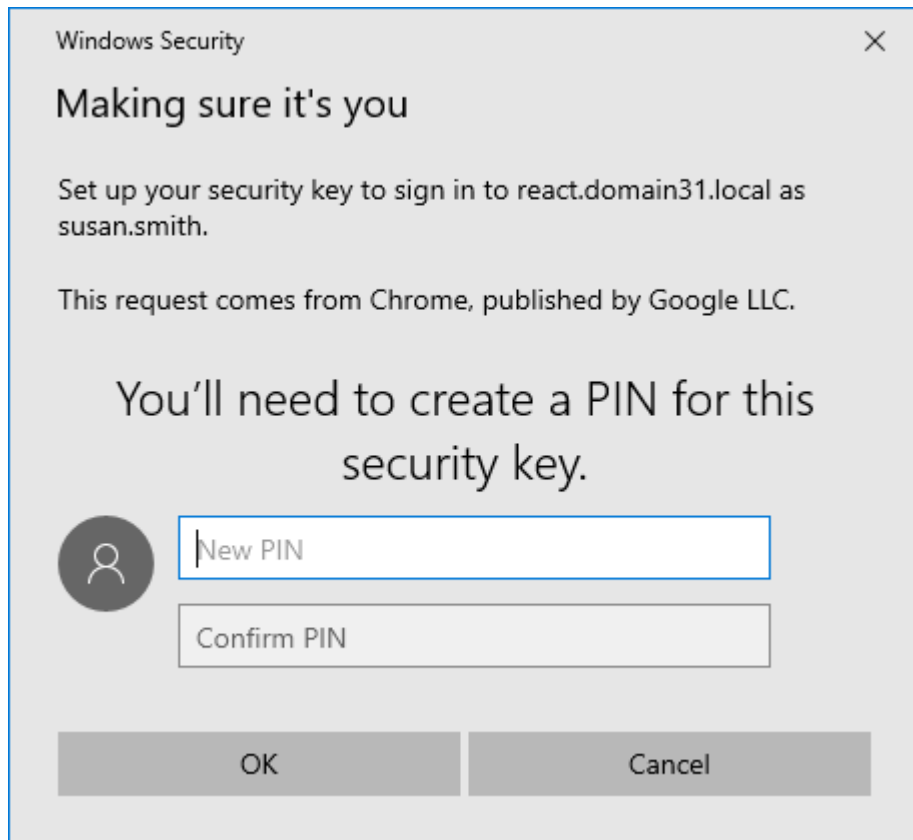 Windows Security
Making sure it's you
Set up your security key to sign in to react.domain31.local as
susan.smith.
This request comes from Chrome, published by Google LLC.
You’ll need to create a PIN for this
security key.
New PIN
Confirm PIN
OK
Cancel